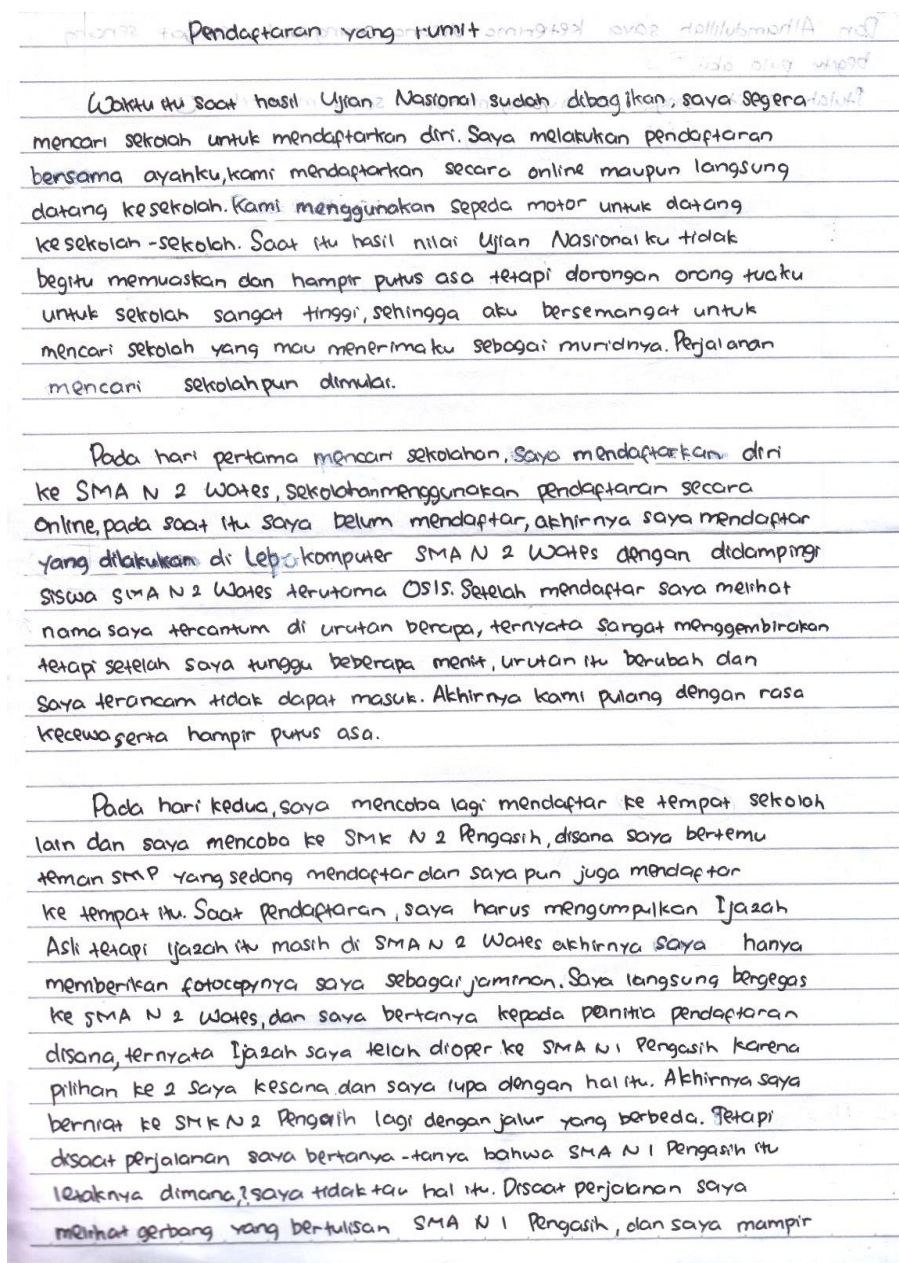 Pendaftaran yang rumit
Waktu itu saat hasil Ujian Nasional sudah dibagikan saya segera
mencari sekolah untuk mendaftarkan diri. Saya melakukan pendaftaran
bersama ayahku, kami mendaftarkan secara online maupun langsung
datang kesekolah. Kami menggunakan sepeda motor untuk datang
kesekolah-sekolah. Saat itu hasil nilai Ujian Nasionalku tidak
begitu memuaskan dan hampir putus asa tetapi dorongan orang tuaku
untuk sekolah sangat tinggi, sehingga aku bersemangat untuk
mencari sekolah yang mau menerimaku sebagai muridnya. Perjalanan
mencari sekolahpun dimulai.
Pada hari pertama mencari sekolahan, saya mendaftarkan diri
ke SMA N 2 Wates, sekolahanmenggunakan pendaftaran secara
Online, pada saat itu saya belum mendaftar, akhirnya saya mendaftar
yang dilakukan di Leb komputer SMA N 2 Wates dengan didampingi
siswa SMA N 2 Wates terutama OSIS. Setelah mendaftar saya melihat
nama saya tercantum di urutan berapa, ternyata sangat menggembirakan
tetapi setelah saya tunggu beberapa menit, urutan itu berubah dan
saya terancam tidak dapat masuk. Akhirnya kami pulang dengan rasa
kecewa serta hampir putus asa.
Pada hari kedua, saya mencoba lagi mendaftar ke tempat sekolah
lain dan saya mencoba ke SMK N 2 Pengasih, disana saya bertemu
teman SMP yang sedang mendaftar dan saya pun juga mendaftor
ke tempat itu. Saat pendaftaran, saya harus mengumpulkan Ijazah
Asli tetapi Ijazah itu masih di SMA N 2 Wates akhirnya saya hanya
memberikan fotocopynya saya sebagai jaminan. Saya langsung bergegas
ke SMA N 2 Wates, dan saya bertanya kepada panitia pendaftaran
disana, ternyata Ijazah saya telah dioper ke SMA N 1 Pengasih karena
pilihan ke 2 saya kesana dan saya lupa dengan hal itu. Akhirnya saya
berniat ke SMK N 2 Pengasih lagi dengan jalur yang berbeda. Tetapi
disaat perjalanan saya bertanya-tanya bahwa SMA N 1 Pengasih itu
letaknya dimana? saya tidak tau hal itu. Disaat perjalanan saya
melihat gerbang yang bertulisan SMA N 1 Pengasih, dan saya mampir